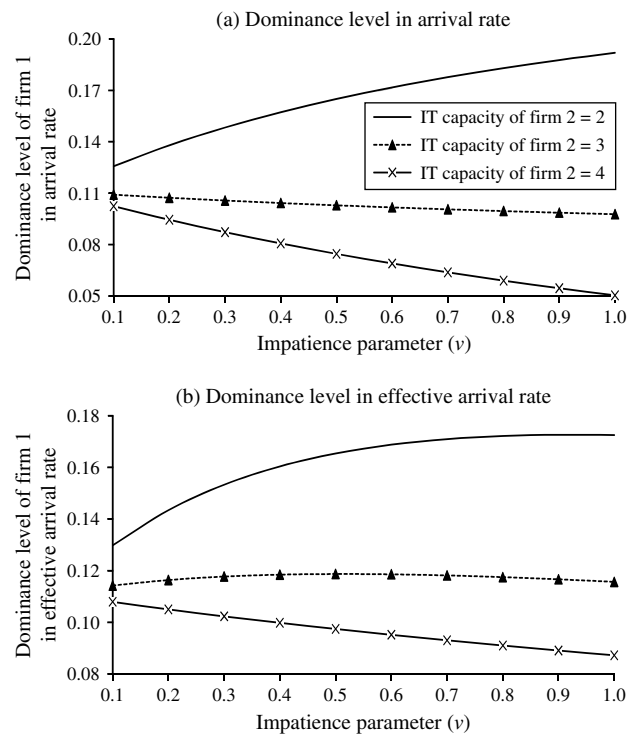 (a) Dominance level in arrival rate
Dominance level of firm 1
in arrival rate
0.20
0.17
0.14
0.11
0.08
0.05
IT capacity of firm 2 = 2
IT capacity of firm 2 = 3
IT capacity of firm 2 = 4
0.1 0.2 0.3 0.4 0.5 0.6 0.7 0.8 0.9 1.0
Impatience parameter (v)
(b) Dominance level in effective arrival rate
Dominance level of firm 1
in effective arrival rate
0.18
0.16
0.14
0.12
0.10
0.08
0.1 0.2 0.3 0.4 0.5 0.6 0.7 0.8 0.9 1.0
Impatience parameter (v)